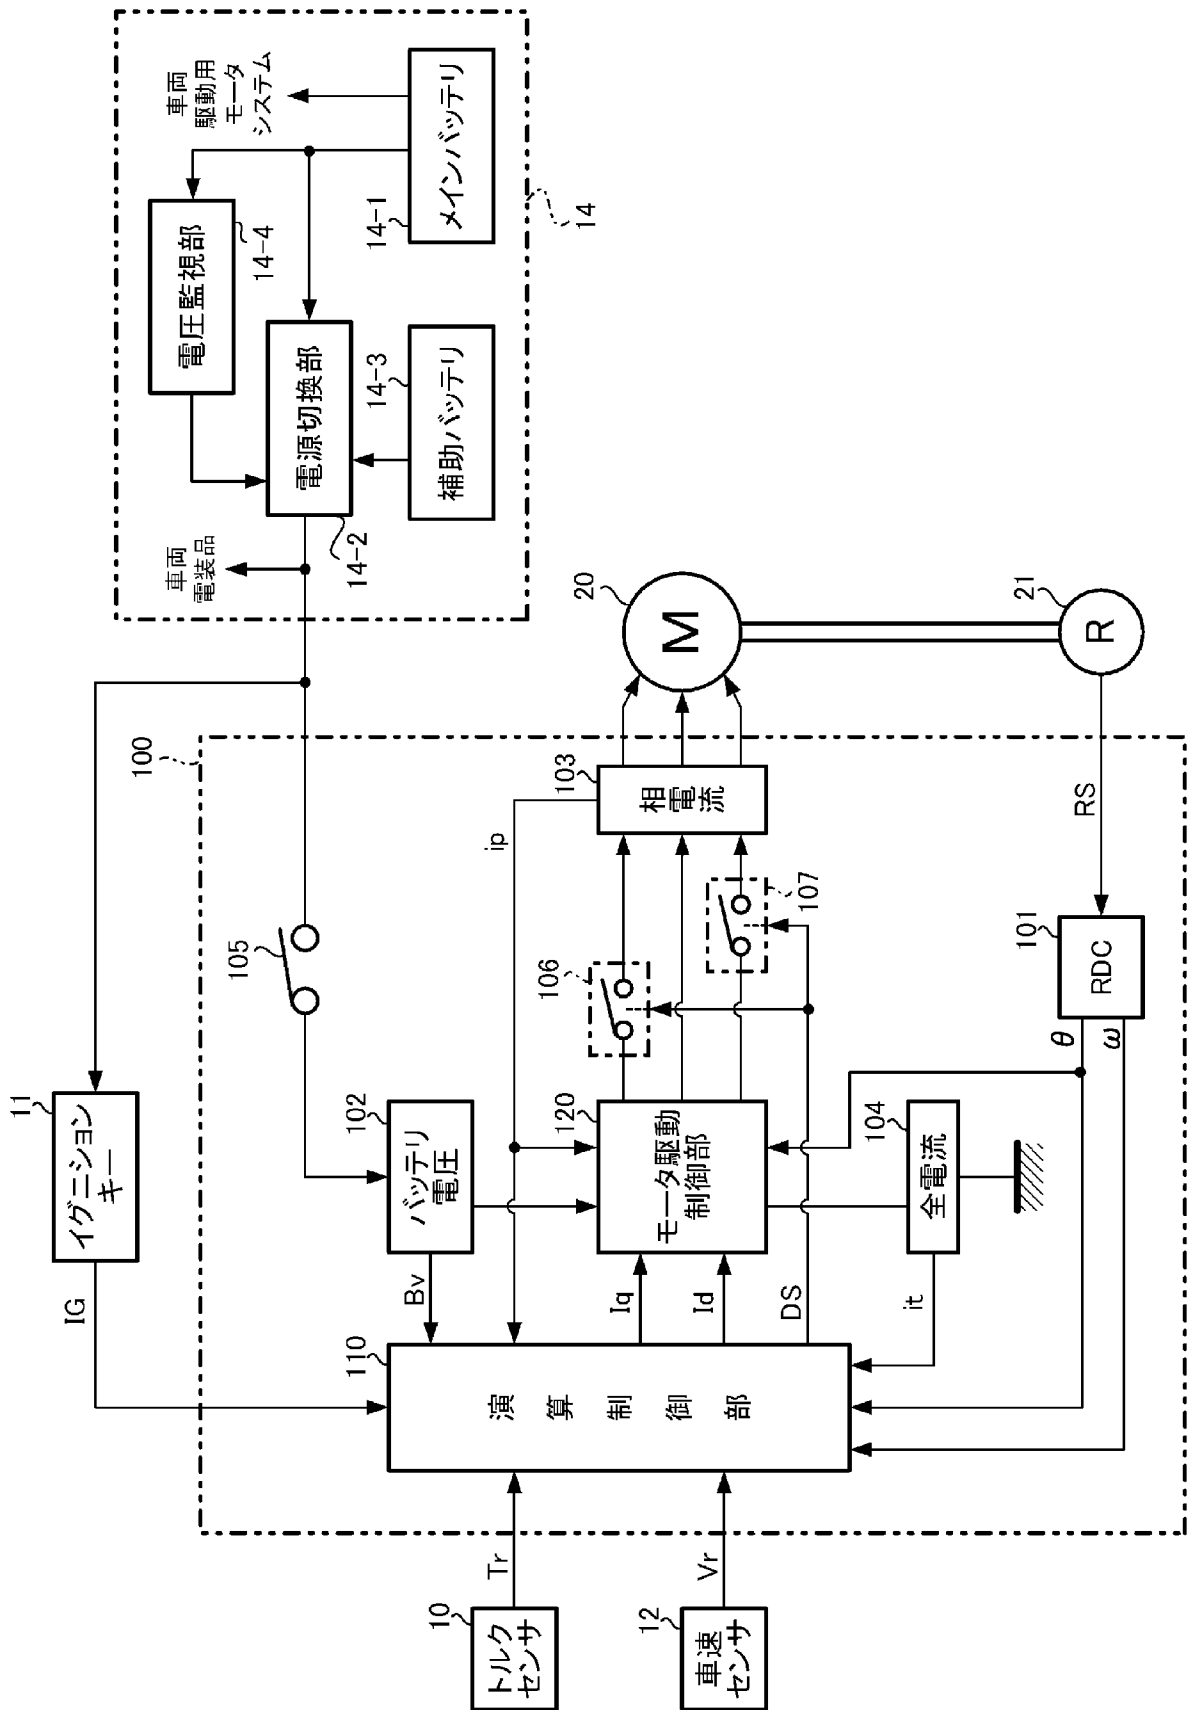 車両
駆動用
モータ
システム
電圧監視部
14-4
メインバッテリ
14-1
14
電源切換部
14-2
補助バッテリ
14-3
車両
電装品
20
M
21
R
100
103
相電流
ip
RS
105
106
107
101
RDC
θ
ω
11
イグニション
キー
IG
102
バッテリ
電圧
Bv
120
モータ駆動
制御部
104
全電流
Iq
Id
DS
it
110
演算制御部
Tr
Vr
10
トルク
センサ
12
車速
センサ